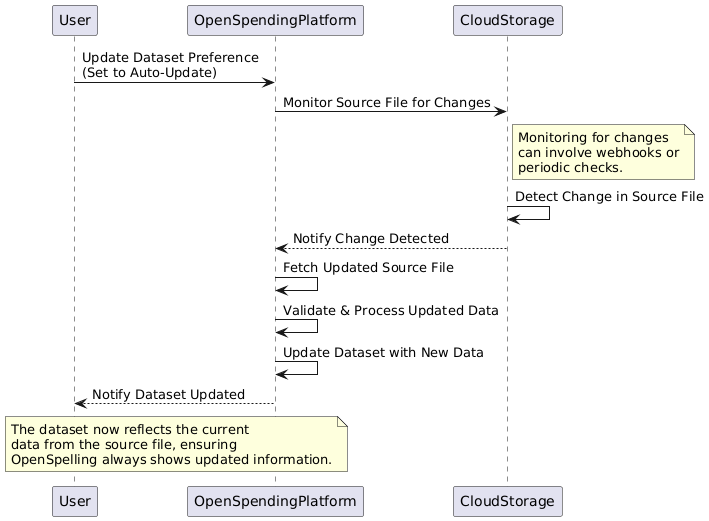 User
OpenSpendingPlatform
CloudStorage
Update Dataset Preference
(Set to Auto-Update)
Monitor Source File for Changes
Monitoring for changes
can involve webhooks or
periodic checks.
Detect Change in Source File
Notify Change Detected
Fetch Updated Source File
Validate & Process Updated Data
Update Dataset with New Data
Notify Dataset Updated
The dataset now reflects the current
data from the source file, ensuring
OpenSpelling always shows updated information.
User
OpenSpendingPlatform
CloudStorage